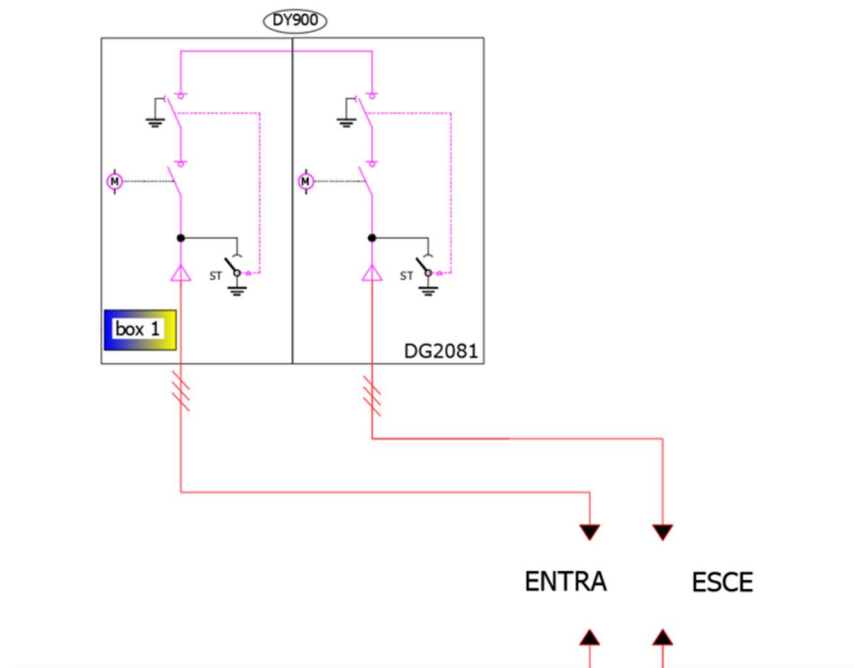 DY900
M
M
ST
ST
box 1
DG2081
ENTRA
ESCE